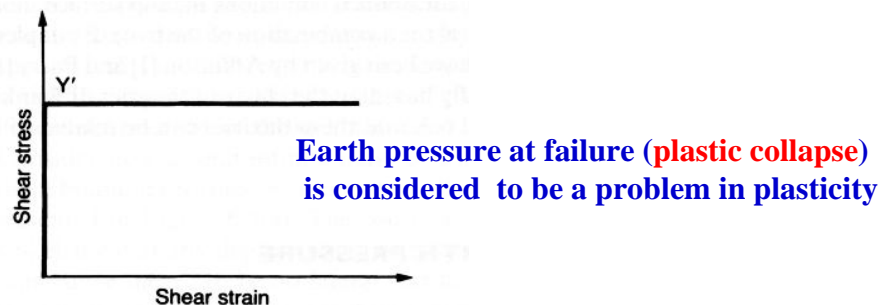 Y'
Shear stress
Shear strain
Earth pressure at failure (plastic collapse)
is considered to be a problem in plasticity